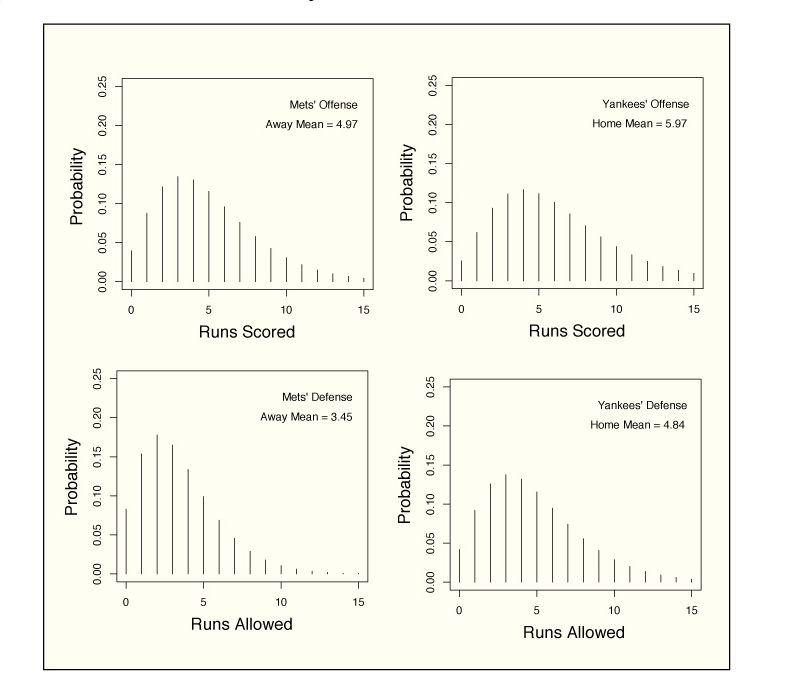 0.25
0.20
0.15
0.10
0.05
0.00
Probability
Mets' Offense
Away Mean = 4.97
0 5 10 15
Runs Scored
0.25
0.20
0.15
0.10
0.05
0.00
Probability
Yankees' Offense
Home Mean = 5.97
0 5 10 15
Runs Scored
0.25
0.20
0.15
0.10
0.05
0.00
Probability
Mets' Defense
Away Mean = 3.45
0 5 10 15
Runs Allowed
0.25
0.20
0.15
0.10
0.05
0.00
Probability
Yankees' Defense
Home Mean = 4.84
0 5 10 15
Runs Allowed